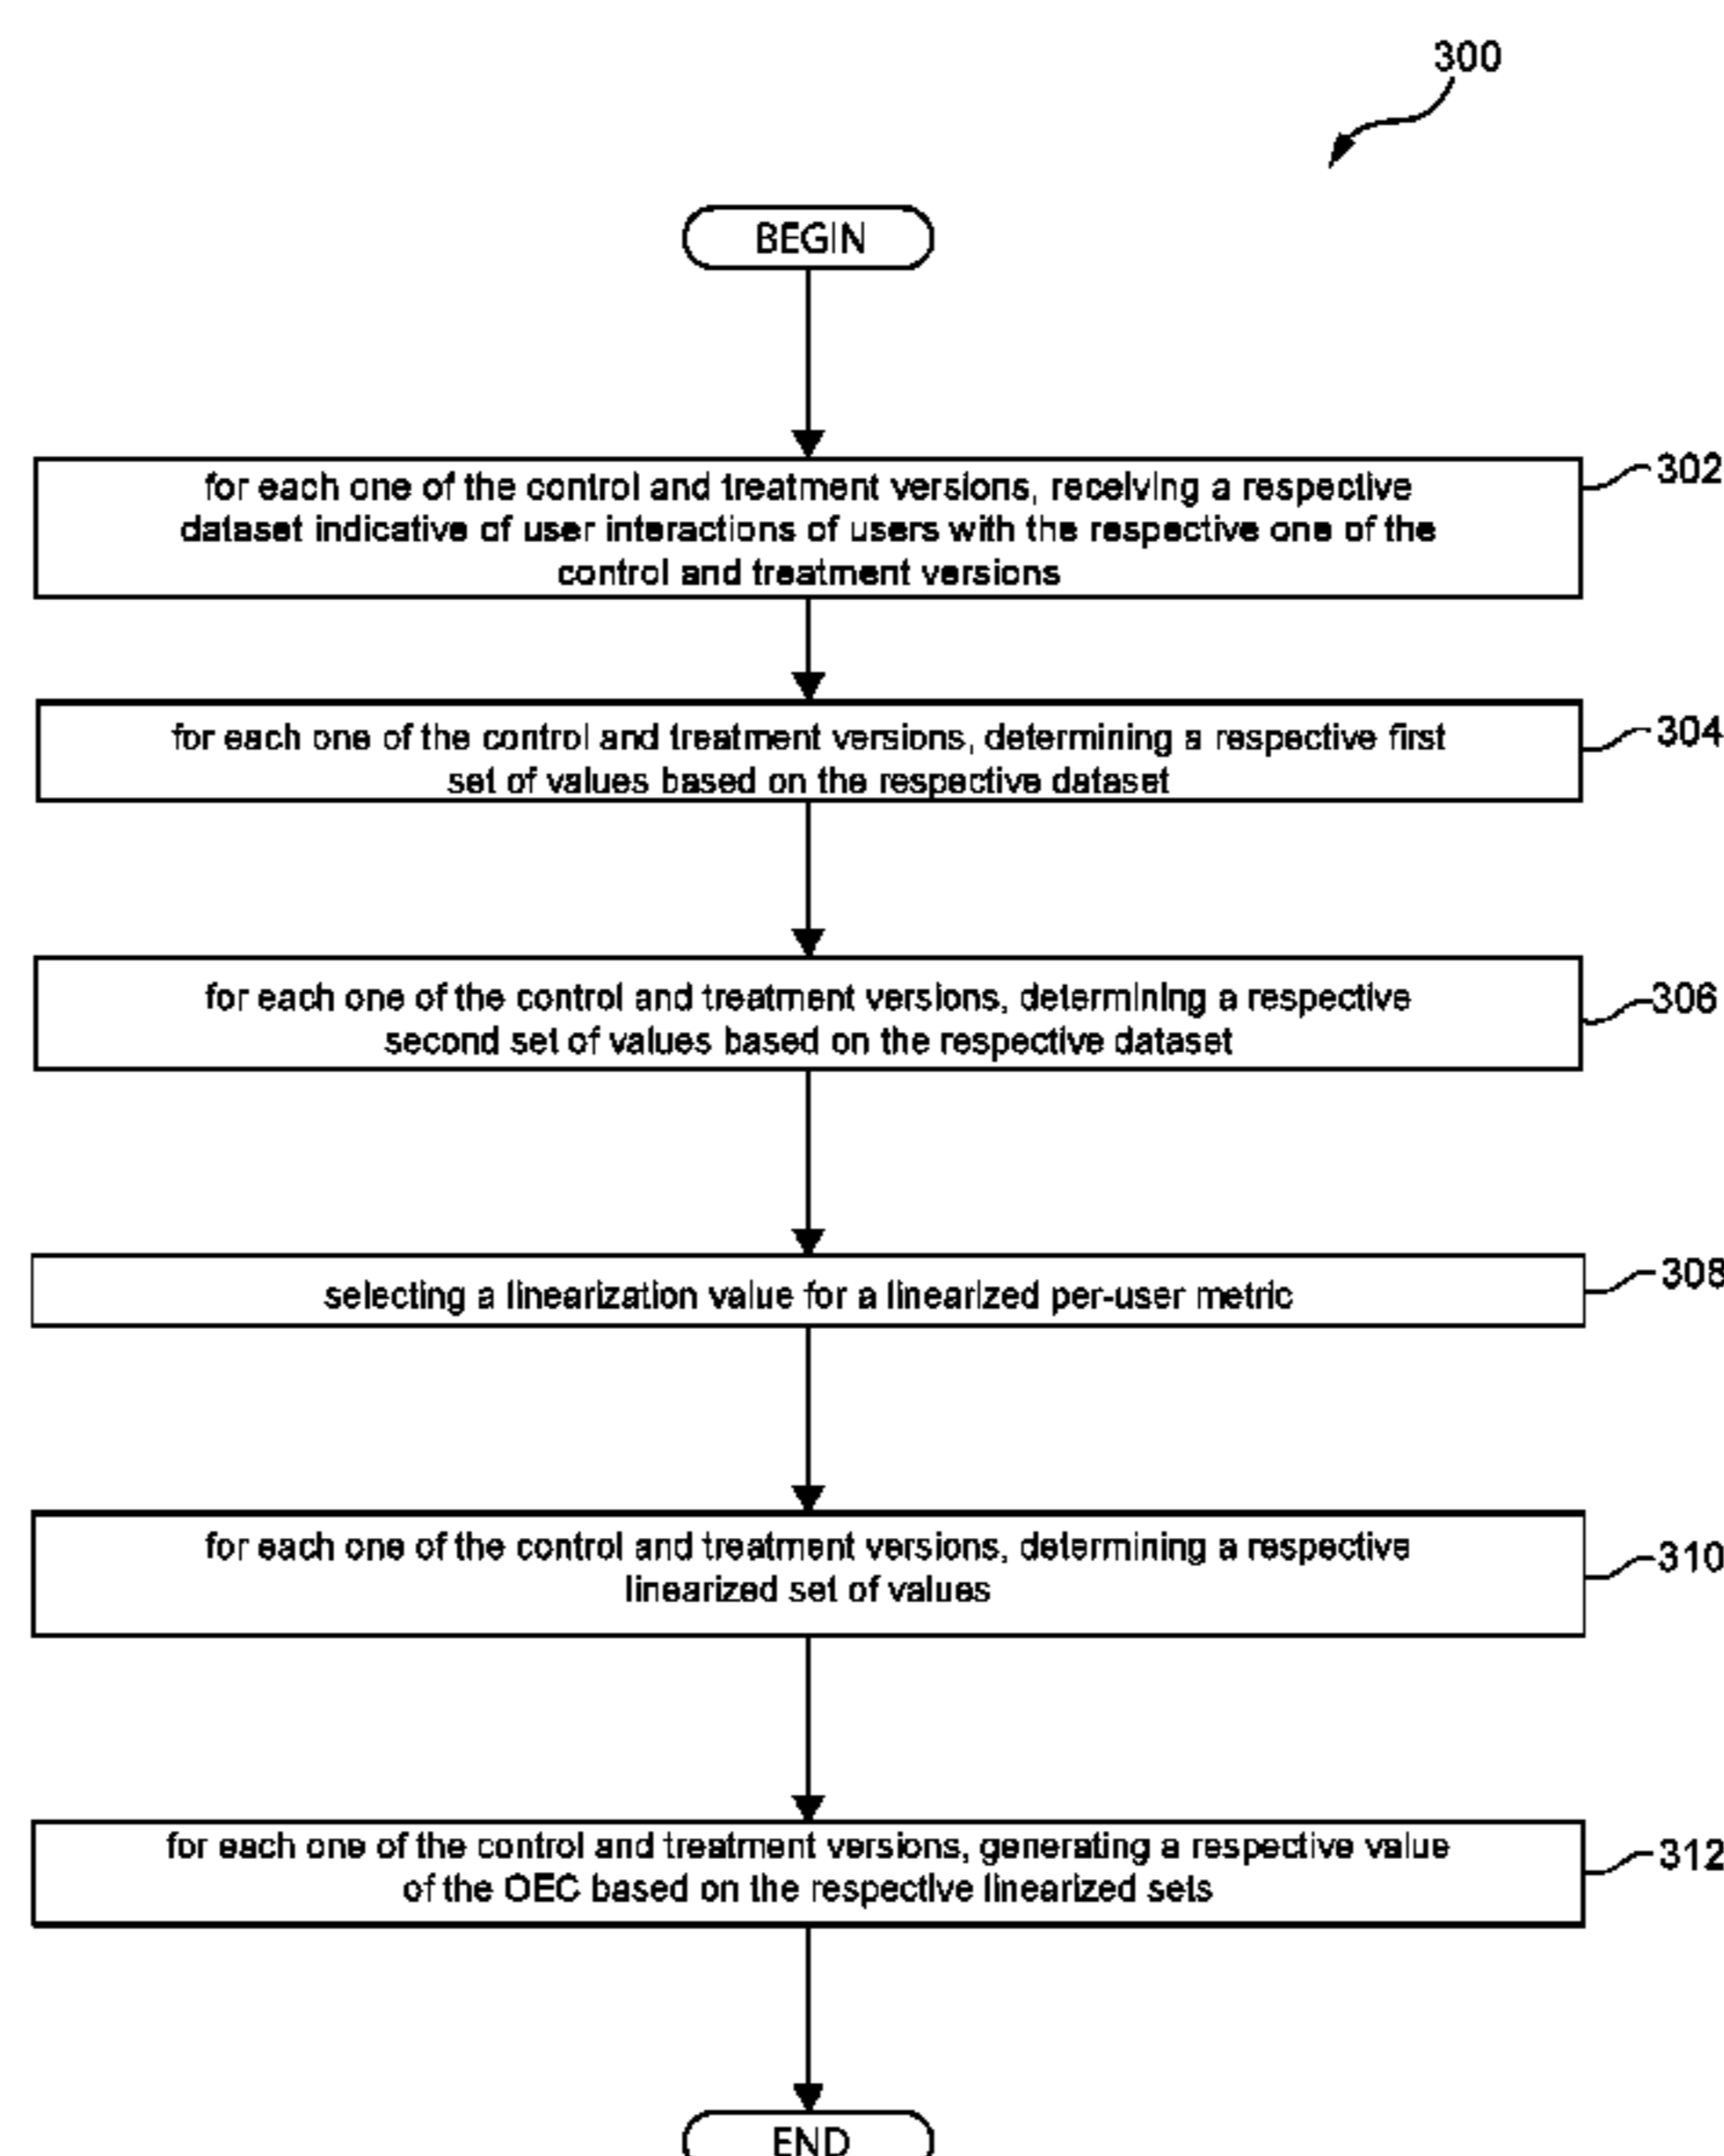 300
BEGIN
for each one of the control and treatment versions, receiving a respective
dataset indicative of user interactions of users with the respective one of the
control and treatment versions
302
for each one of the control and treatment versions, determining a respective first
set of values based on the respective dataset
304
for each one of the control and treatment versions, determining a respective
second set of values based on the respective dataset
306
selecting a linearization value for a linearized per-user metric
308
for each one of the control and treatment versions, determining a respective
linearized set of values
310
for each one of the control and treatment versions, generating a respective value
of the OEC based on the respective linearized sets
312
END